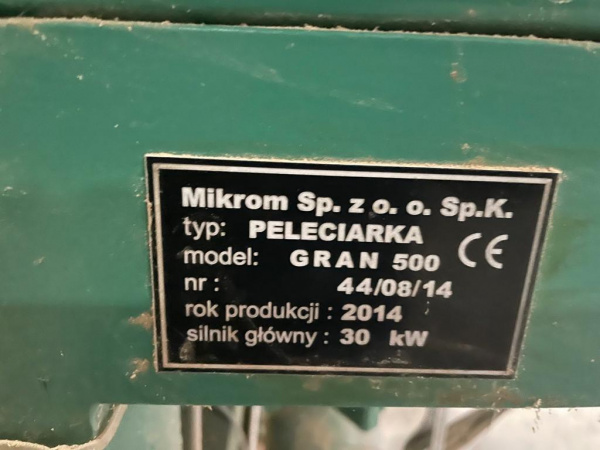 Mikrom Sp. z o. o. Sp.K.
typ: PELECIARKA
model: GRAN 500 CE
nr : 44/08/14
rok produkcji : 2014
silnik główny : 30 kW